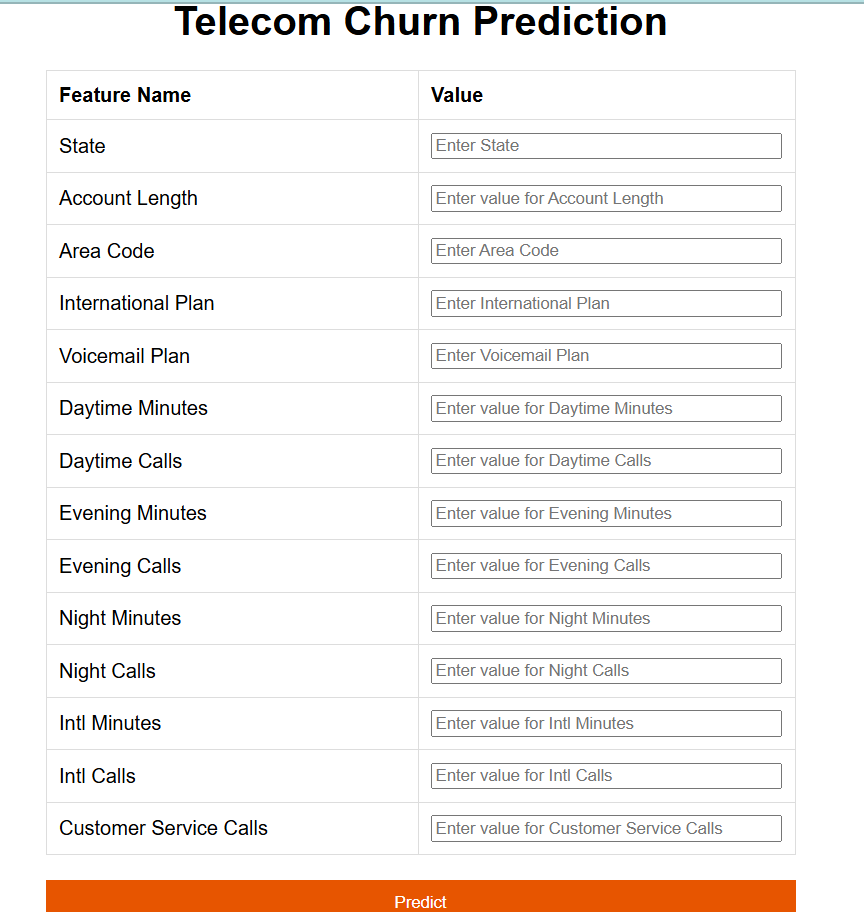 Telecom Churn Prediction
Feature Name Value
State Enter State
Account Length Enter value for Account Length
Area Code Enter Area Code
International Plan Enter International Plan
Voicemail Plan Enter Voicemail Plan
Daytime Minutes Enter value for Daytime Minutes
Daytime Calls Enter value for Daytime Calls
Evening Minutes Enter value for Evening Minutes
Evening Calls Enter value for Evening Calls
Night Minutes Enter value for Night Minutes
Night Calls Enter value for Night Calls
Intl Minutes Enter value for Intl Minutes
Intl Calls Enter value for Intl Calls
Customer Service Calls Enter value for Customer Service Calls
Predict